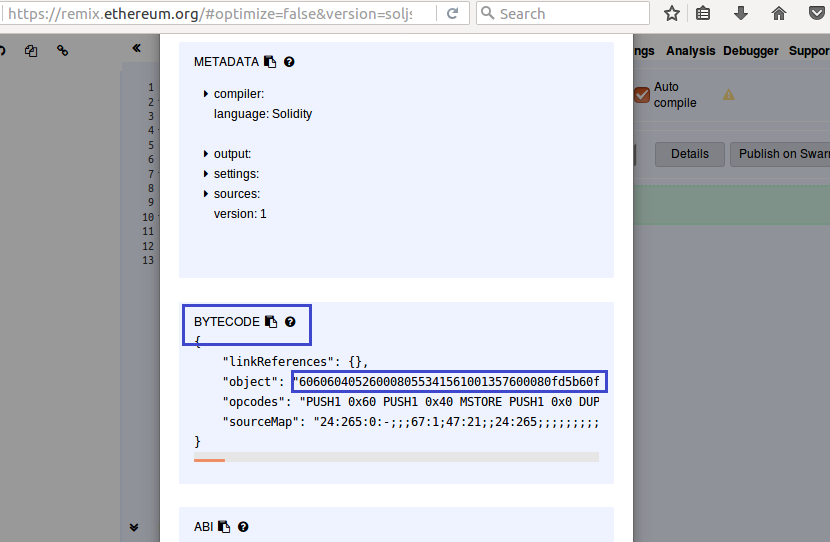 https://remix.ethereum.org/#optimize=false&version=solj
Search
«
ngs Analysis Debugger Suppor
Auto
compile
Details
Publish on Swar
1
2
3
4
5
6
7
8
9
10
11
12
13
METADATA
compiler:
language: Solidity
output:
settings:
sources:
version: 1
BYTECODE
{
"linkReferences": {},
"object": "606060405260008055341561001357600080fd5b60f
"opcodes": "PUSH1 0x60 PUSH1 0x40 MSTORE PUSH1 0x0 DUP
"sourceMap": "24:265:0:-;;;67:1;47:21;;24:265;;;;;;;;;
}
ABI